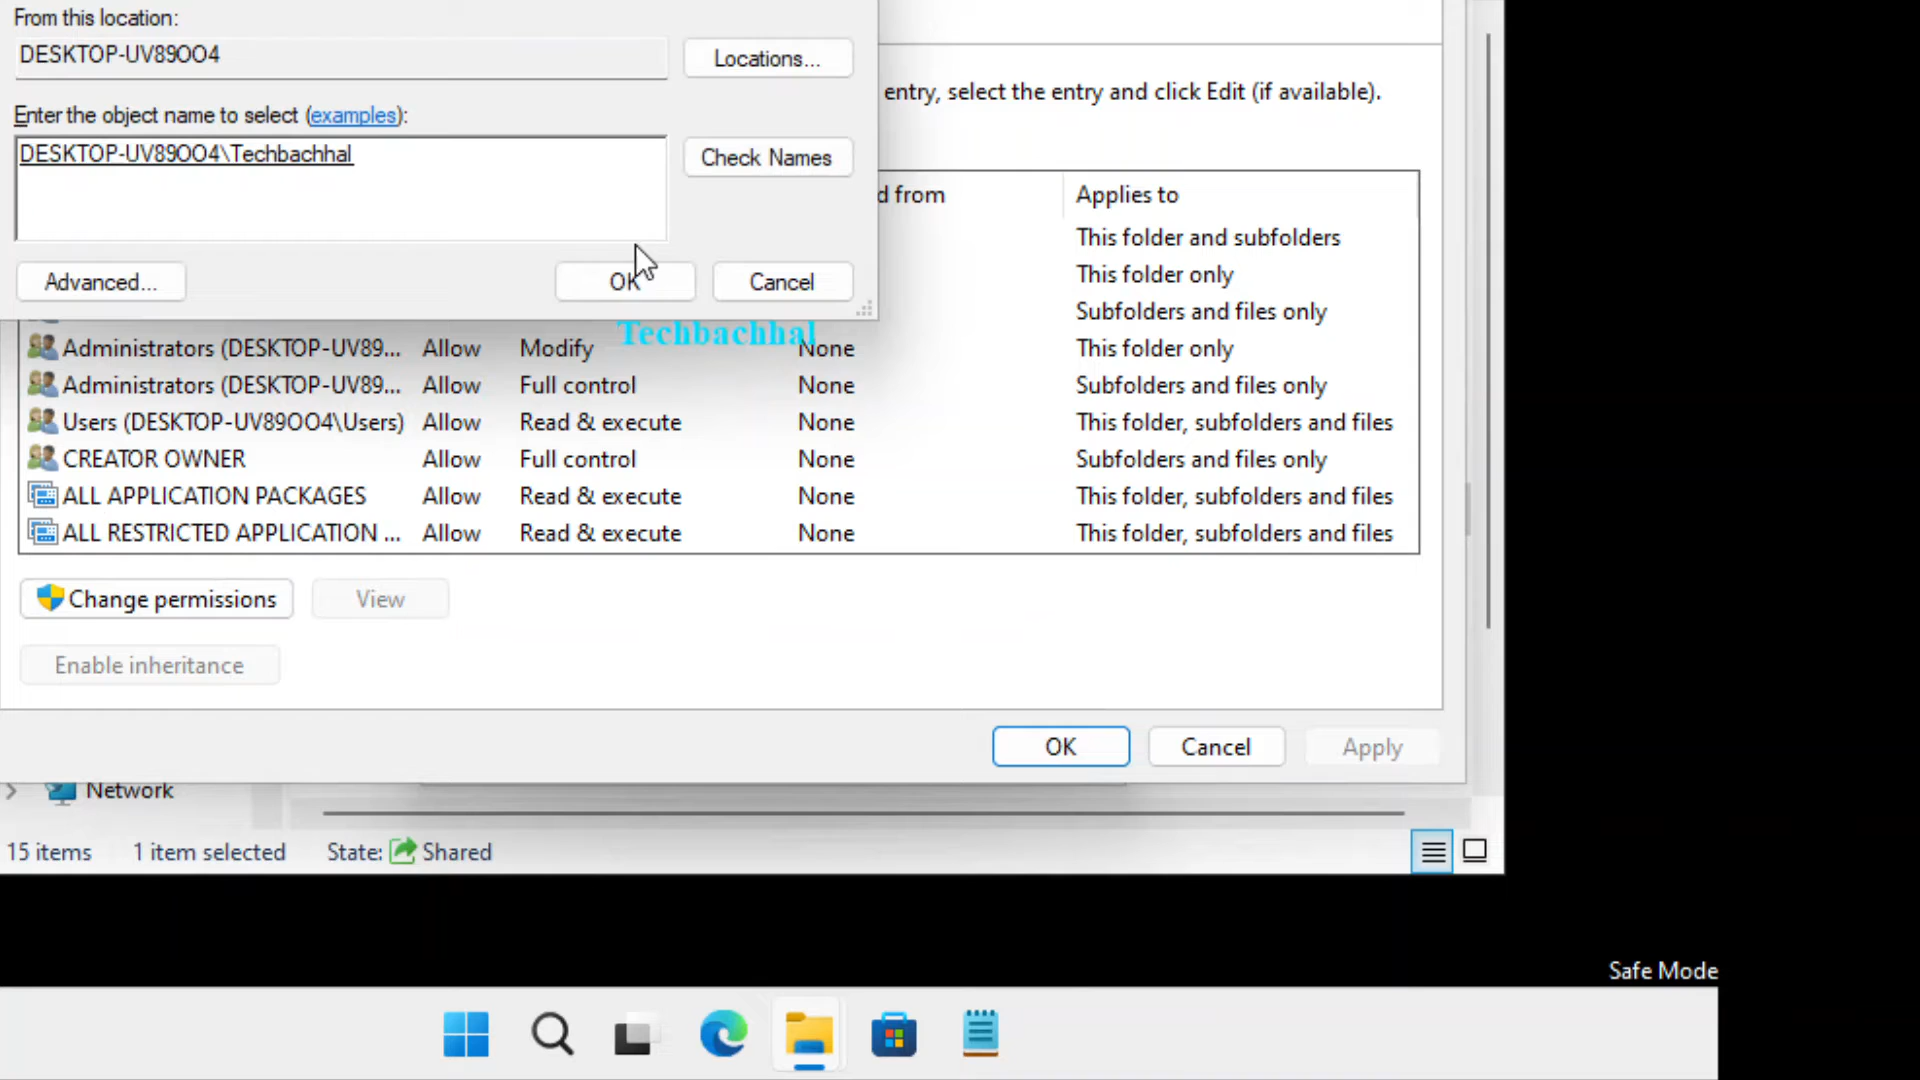 From this location:
DESKTOP-UV89OO4
Locations...
Enter the object name to select (examples):
DESKTOP-UV89OO4\Techbachhal
Check Names
Advanced...
OK
Cancel
entry, select the entry and click Edit (if available).
d from
Applies to
This folder and subfolders
This folder only
Subfolders and files only
Techbachhal
Administrators (DESKTOP-UV89... Allow Modify None This folder only
Administrators (DESKTOP-UV89... Allow Full control None Subfolders and files only
Users (DESKTOP-UV89OO4\Users) Allow Read & execute None This folder, subfolders and files
CREATOR OWNER Allow Full control None Subfolders and files only
ALL APPLICATION PACKAGES Allow Read & execute None This folder, subfolders and files
ALL RESTRICTED APPLICATION ... Allow Read & execute None This folder, subfolders and files
Change permissions
View
Enable inheritance
OK
Cancel
Apply
Network
15 items 1 item selected State: Shared
Safe Mode